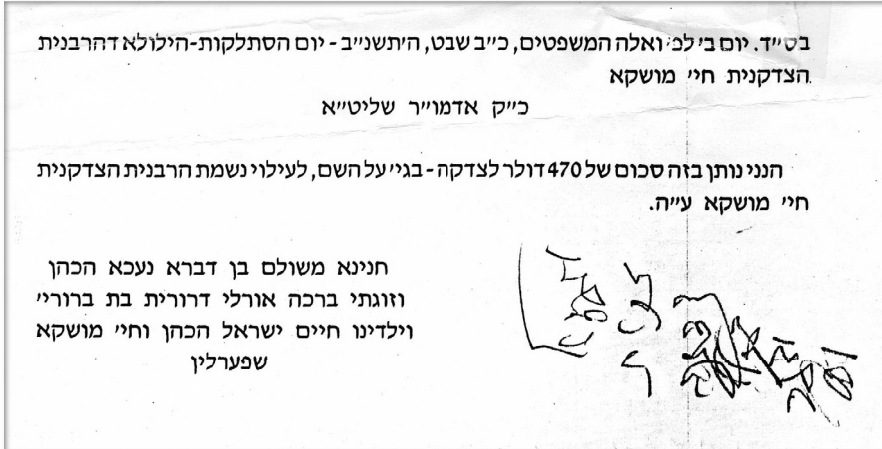 בס״ד. יום ב׳ לפ׳ ואלה המשפטים, כ״ב שבט, ה׳תשנ״ב - יום הסתלקות-הילולא דהרבנית
הצדקנית חי׳ מושקא
כ״ק אדמו״ר שליט״א
הנני נותן בזה סכום של 470 דולר לצדקה - בגי׳ על השם, לעילוי נשמת הרבנית הצדקנית
חי׳ מושקא ע״ה.
חנינא משולם בן דברא נעכא הכהן
וזוגתי ברכה אורלי דרורית בת ברורי׳
וילדינו חיים ישראל הכהן וחי׳ מושקא
שפערלין